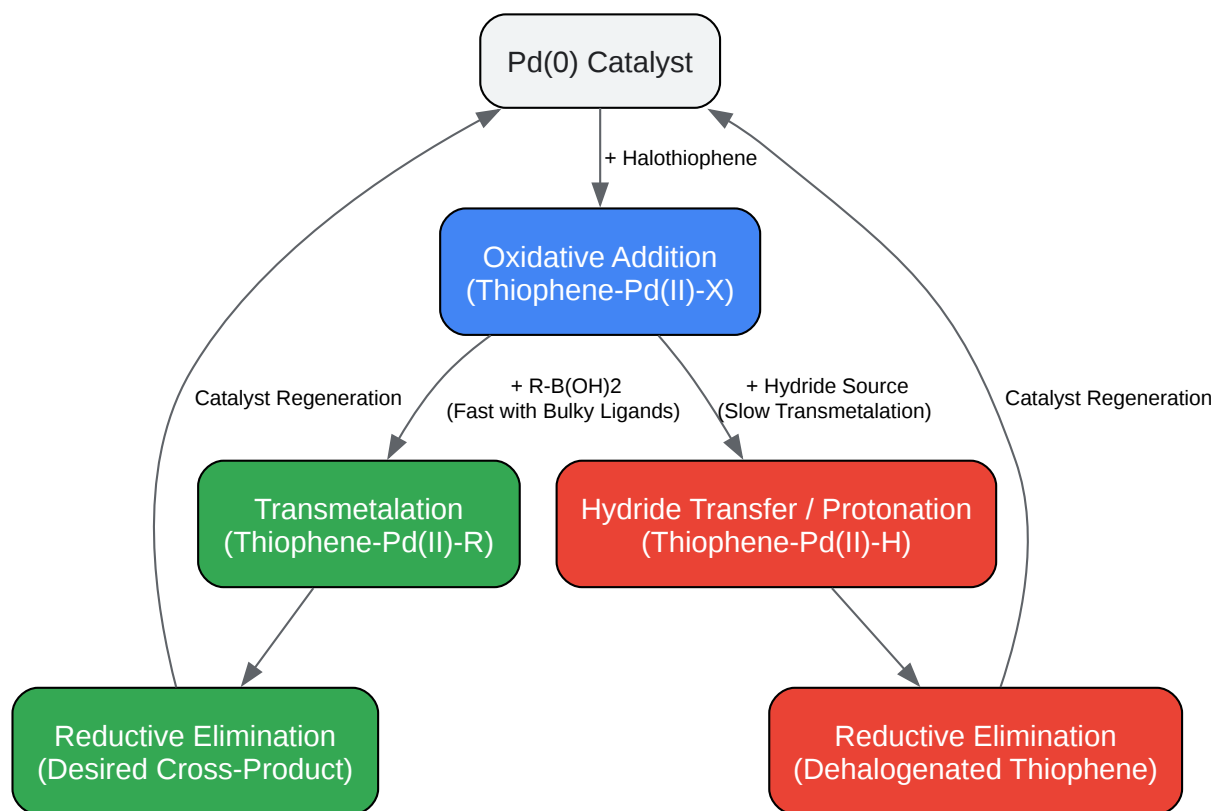 Pd(0) Catalyst
+ Halothiophene
Oxidative Addition
(Thiophene-Pd(II)-X)
Catalyst Regeneration
+ R-B(OH)2
(Fast with Bulky Ligands)
+ Hydride Source
(Slow Transmetalation)
Catalyst Regeneration
Transmetalation
(Thiophene-Pd(II)-R)
Hydride Transfer / Protonation
(Thiophene-Pd(II)-H)
Reductive Elimination
(Desired Cross-Product)
Reductive Elimination
(Dehalogenated Thiophene)